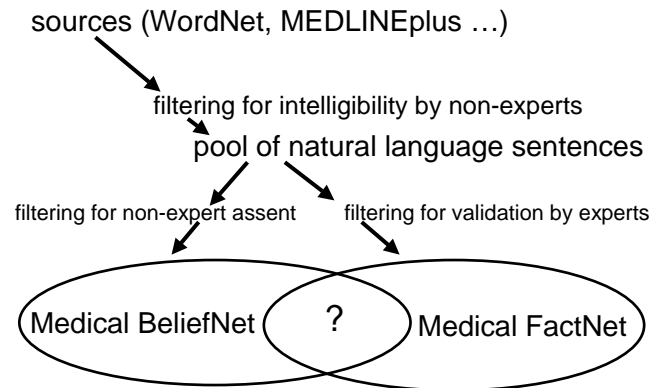 sources (WordNet, MEDLINEplus …)
filtering for intelligibility by non-experts
pool of natural language sentences
filtering for non-expert assent
filtering for validation by experts
Medical BeliefNet
?
Medical FactNet